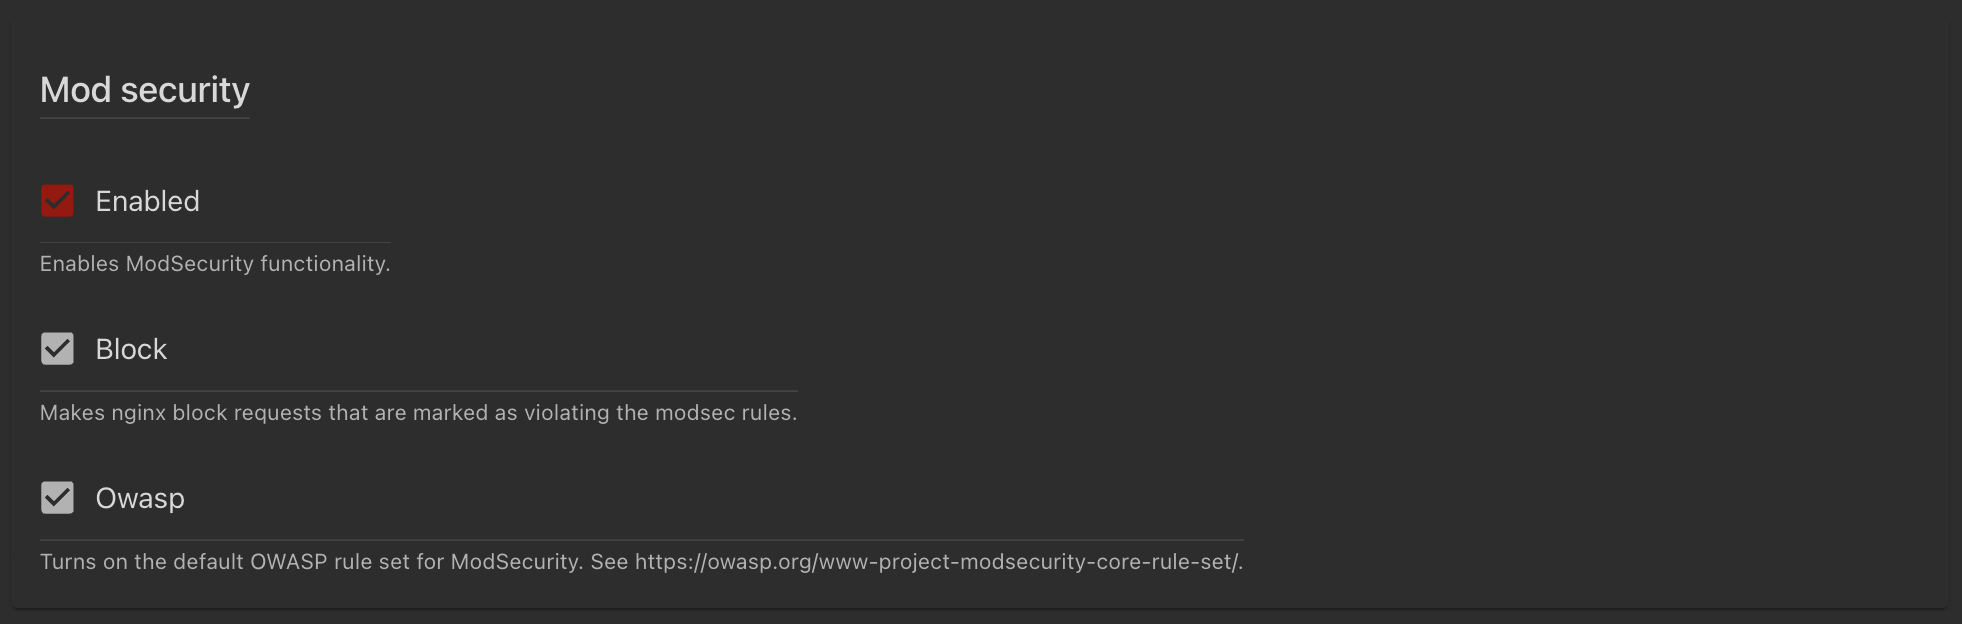 Mod security
Enabled
Enables ModSecurity functionality.
Block
Makes nginx block requests that are marked as violating the modsec rules.
Owasp
Turns on the default OWASP rule set for ModSecurity. See https://owasp.org/www-project-modsecurity-core-rule-set/.